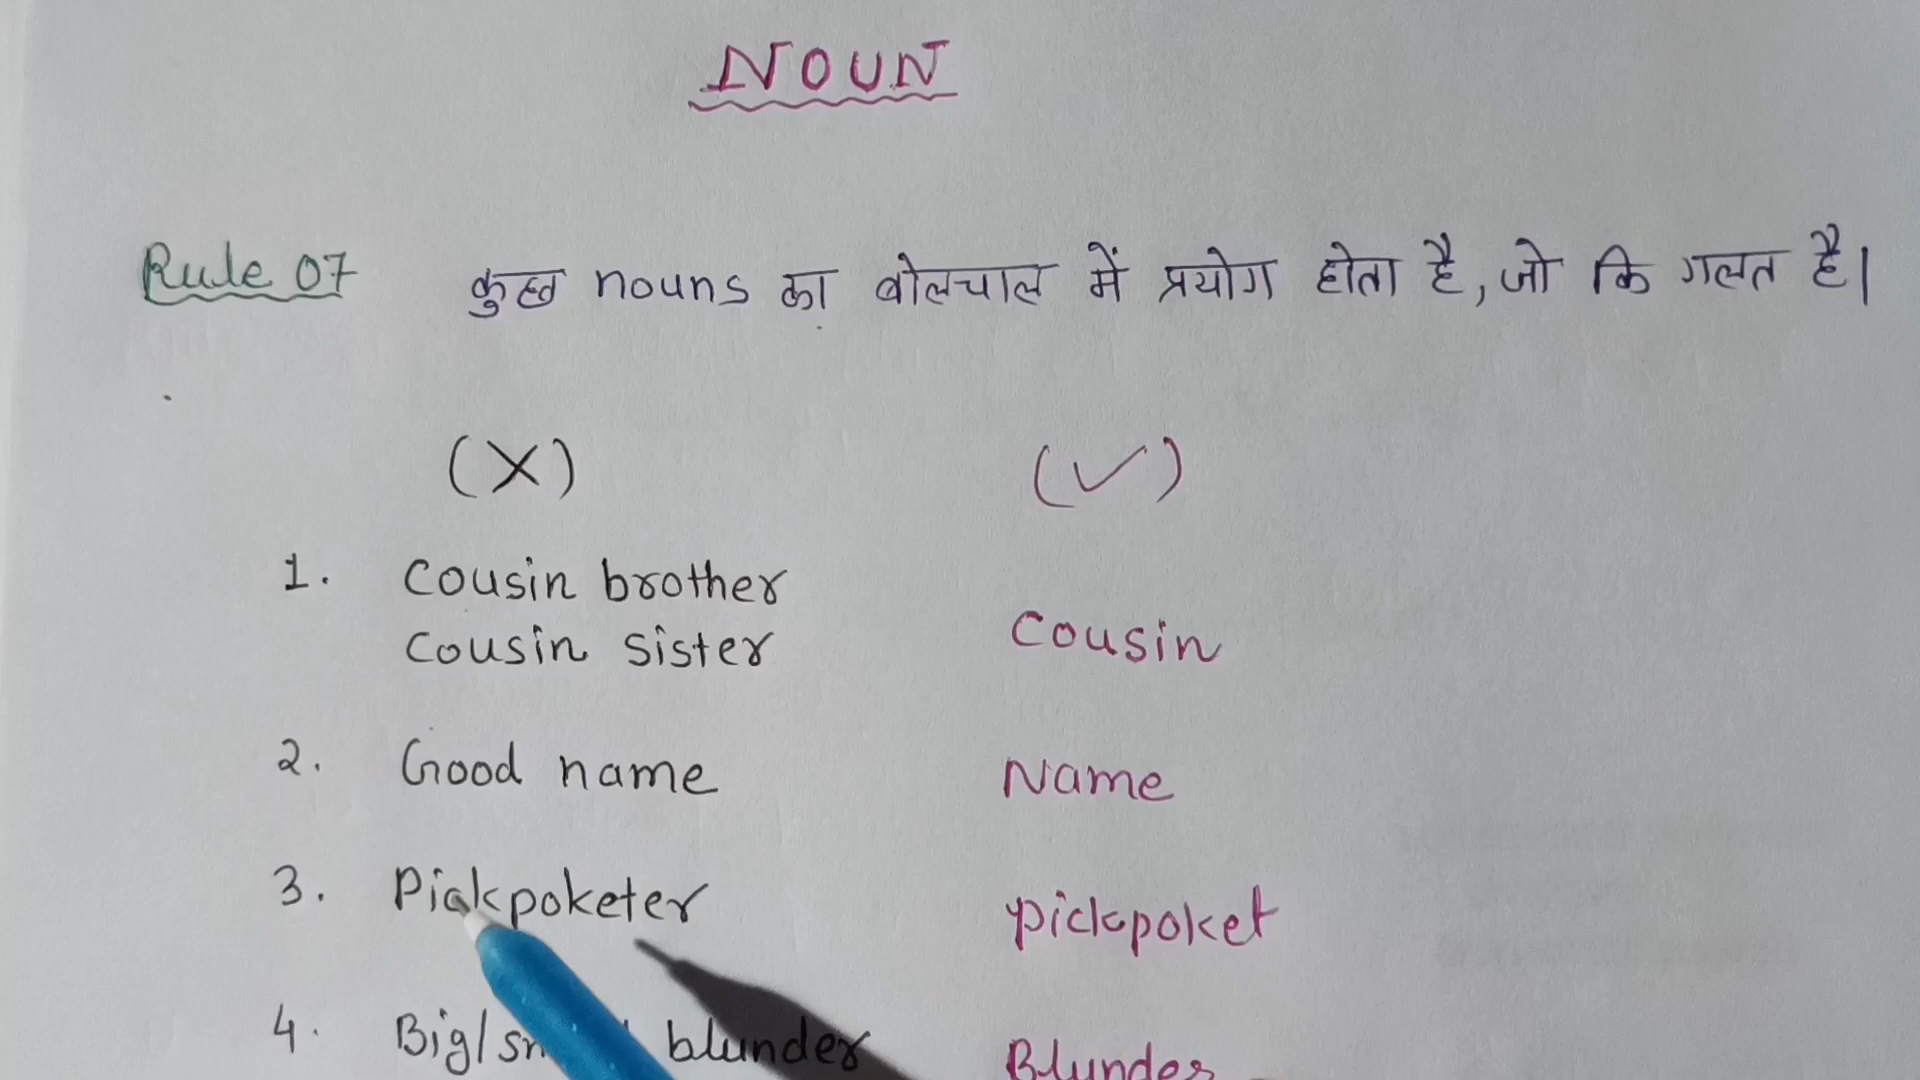 NOUN
Rule 07 कुछ nouns का बोलचाल में प्रयोग होता है, जो कि गलत है।
(X) (✓)
1. Cousin brother
Cousin sister Cousin
2. Good name Name
3. Pickpoketer pickpoket
4. Big/ blunder Blunder